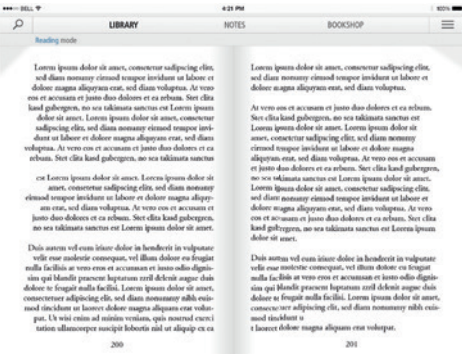 BELL
4:21 PM
100%
LIBRARY
NOTES
BOOKSHOP
Reading mode
Lorem ipsum dolor sit amet, consetetur sadipscing elitr,
sed diam nonumy eirmod tempor invidunt ut labore et
dolore magna aliquyam erat, sed diam voluptua. At vero
eos et accusam et justo duo dolores et ea rebum. Stet clita
kasd gubergren, no sea takimata sanctus est Lorem ipsum
dolor sit amet. Lorem ipsum dolor sit amet, consetetur
sadipscing elitr, sed diam nonumy eirmod tempor invi-
dunt ut labore et dolore magna aliquyam erat, sed diam
voluptua. At vero eos et accusam et justo duo dolores et ea
rebum. Stet clita kasd gubergren, no sea takimata sanctus
est Lorem ipsum dolor sit amet. Lorem ipsum dolor sit
amet, consetetur sadipscing elitr, sed diam nonumy
eirmod tempor invidunt ut labore et dolore magna aliquy-
am erat, sed diam voluptua. At vero eos et accusam et
justo duo dolores et ea rebum. Stet clita kasd gubergren,
no sea takimata sanctus est Lorem ipsum dolor sit amet.
Duis autem vel eum iriure dolor in hendrerit in vulputate
velit esse molestie consequat, vel illum dolore eu feugiat
nulla facilisis at vero eros et accumsan et iusto odio dignis-
sim qui blandit praesent luptatum zzril delenit augue duis
dolore te feugait nulla facilisi. Lorem ipsum dolor sit amet,
consectetuer adipiscing elit, sed diam nonummy nibh euis-
mod tincidunt ut laoreet dolore magna aliquam erat volut-
pat. Ut wisi enim ad minim veniam, quis nostrud exerci
tation ullamcorper suscipit lobortis nisl ut aliquip ex ea
200
Lorem ipsum dolor sit amet, consetetur sadipscing elitr,
sed diam nonumy eirmod tempor invidunt ut labore et
dolore magna aliquyam erat, sed diam voluptua.
At vero eos et accusam et justo duo dolores et ea rebum.
Stet clita kasd gubergren, no sea takimata sanctus est
Lorem ipsum dolor sit amet. Lorem ipsum dolor sit
amet, consetetur sadipscing elitr, sed diam nonumy
eirmod tempor invidunt ut labore et dolore magna
aliquyam erat, sed diam voluptua. At vero eos et accusam
et justo duo dolores et ea rebum. Stet clita kasd gubergren,
no sea takimata sanctus est Lorem ipsum dolor sit amet.
Lorem ipsum dolor sit amet, consetetur sadipscing elitr,
sed diam nonumy eirmod tempor invidunt ut labore et
dolore magna aliquyam erat, sed diam voluptua. At vero
eos et accusam et justo duo dolores et ea rebum. Stet clita
kasd gubergren, no sea takimata sanctus est Lorem ipsum
dolor sit amet.
Duis autem vel eum iriure dolor in hendrerit in vulputate
velit esse molestie consequat, vel illum dolore eu feugiat
nulla facilisis at vero eros et accumsan et iusto odio dignis-
sim qui blandit praesent luptatum zzril delenit augue duis
dolore te feugait nulla facilisi. Lorem ipsum dolor sit amet,
consectetuer adipiscing elit, sed diam nonummy nibh euis-
mod tincidunt u
t laoreet dolore magna aliquam erat volutpat.
201